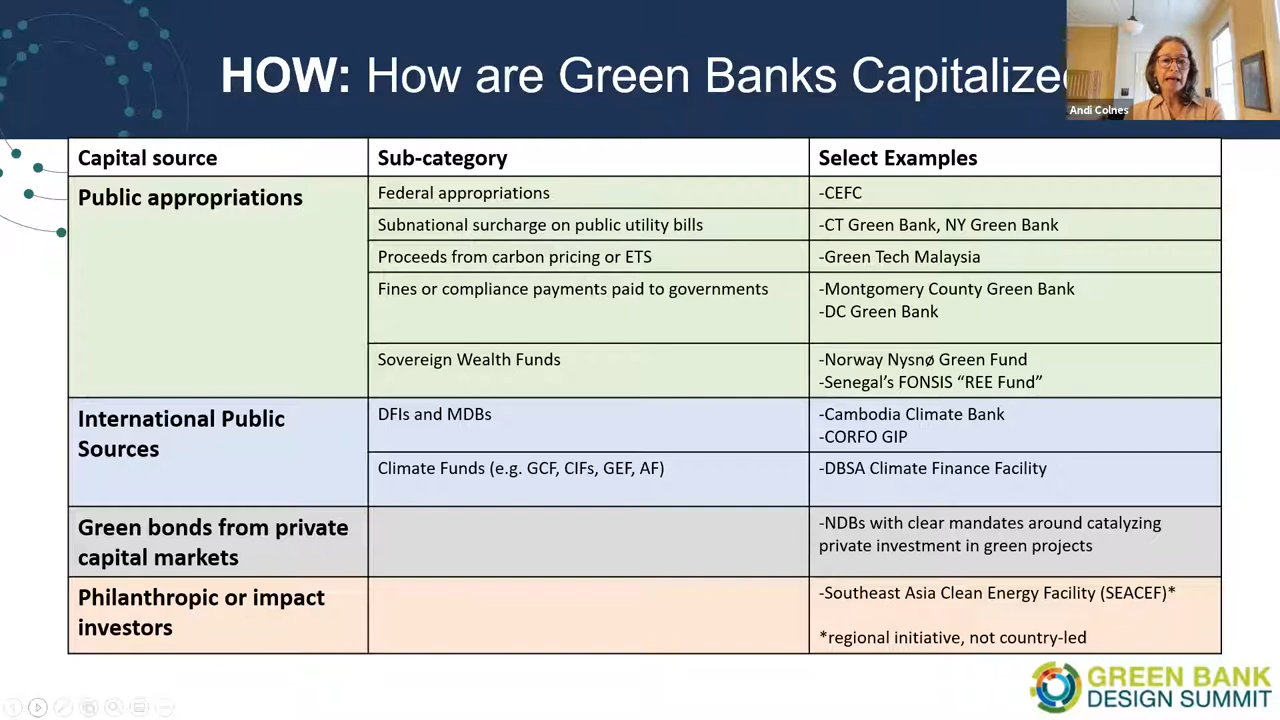 HOW: How are Green Banks Capitalized
Andi Colnes
Capital source
Sub-category
Select Examples
Public appropriations
Federal appropriations
-CEFC
Subnational surcharge on public utility bills
-CT Green Bank, NY Green Bank
Proceeds from carbon pricing or ETS
-Green Tech Malaysia
Fines or compliance payments paid to governments
-Montgomery County Green Bank
-DC Green Bank
Sovereign Wealth Funds
-Norway Nysnø Green Fund
-Senegal’s FONSIS “REE Fund”
International Public
Sources
DFIs and MDBs
-Cambodia Climate Bank
-CORFO GIP
Climate Funds (e.g. GCF, CIFs, GEF, AF)
-DBSA Climate Finance Facility
Green bonds from private
capital markets
-NDBs with clear mandates around catalyzing
private investment in green projects
Philanthropic or impact
investors
-Southeast Asia Clean Energy Facility (SEACEF)*
*regional initiative, not country-led
GREEN BANK
DESIGN SUMMIT